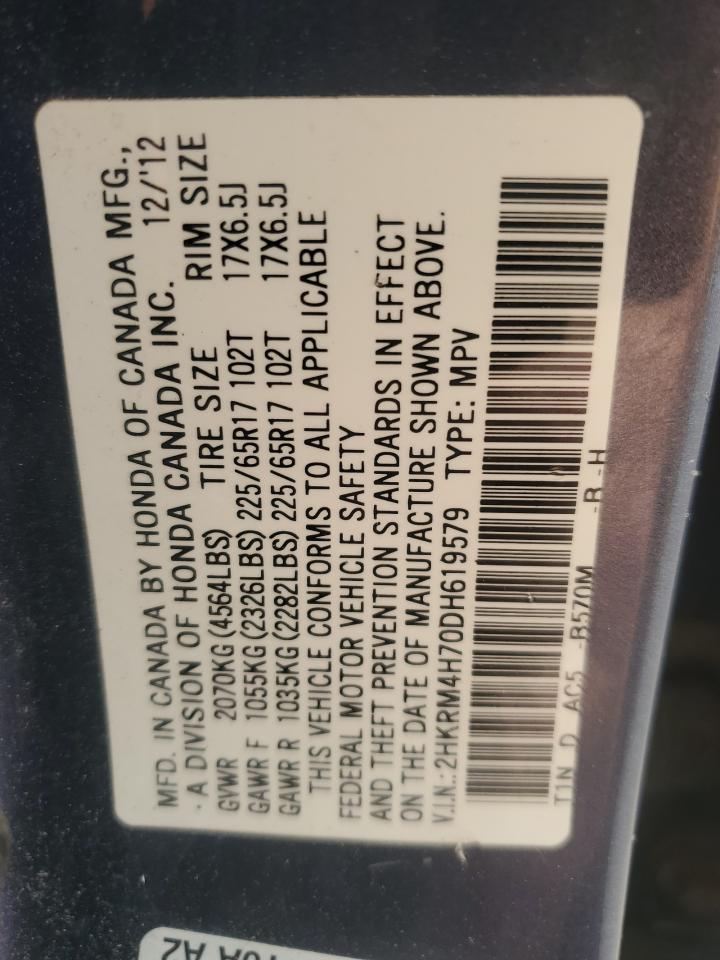 MFD. IN CANADA BY HONDA OF CANADA MFG.,
· A DIVISION OF HONDA CANADA INC. 12/'12
GVWR 2070KG(4564LBS) TIRE SIZE RIM SIZE
GAWR F 1055KG(2326LBS) 225/65R17 102T 17X6.5J
GAWR R 1035KG(2282LBS) 225/65R17 102T 17X6.5J
THIS VEHICLE CONFORMS TO ALL APPLICABLE
FEDERAL MOTOR VEHICLE SAFETY
AND THEFT PREVENTION STANDARDS IN EFFECT
ON THE DATE OF MANUFACTURE SHOWN ABOVE.
V.I.N.: 2HKRM4H70DH619579 TYPE: MPV
T1N D AC5 -B570M -B -H